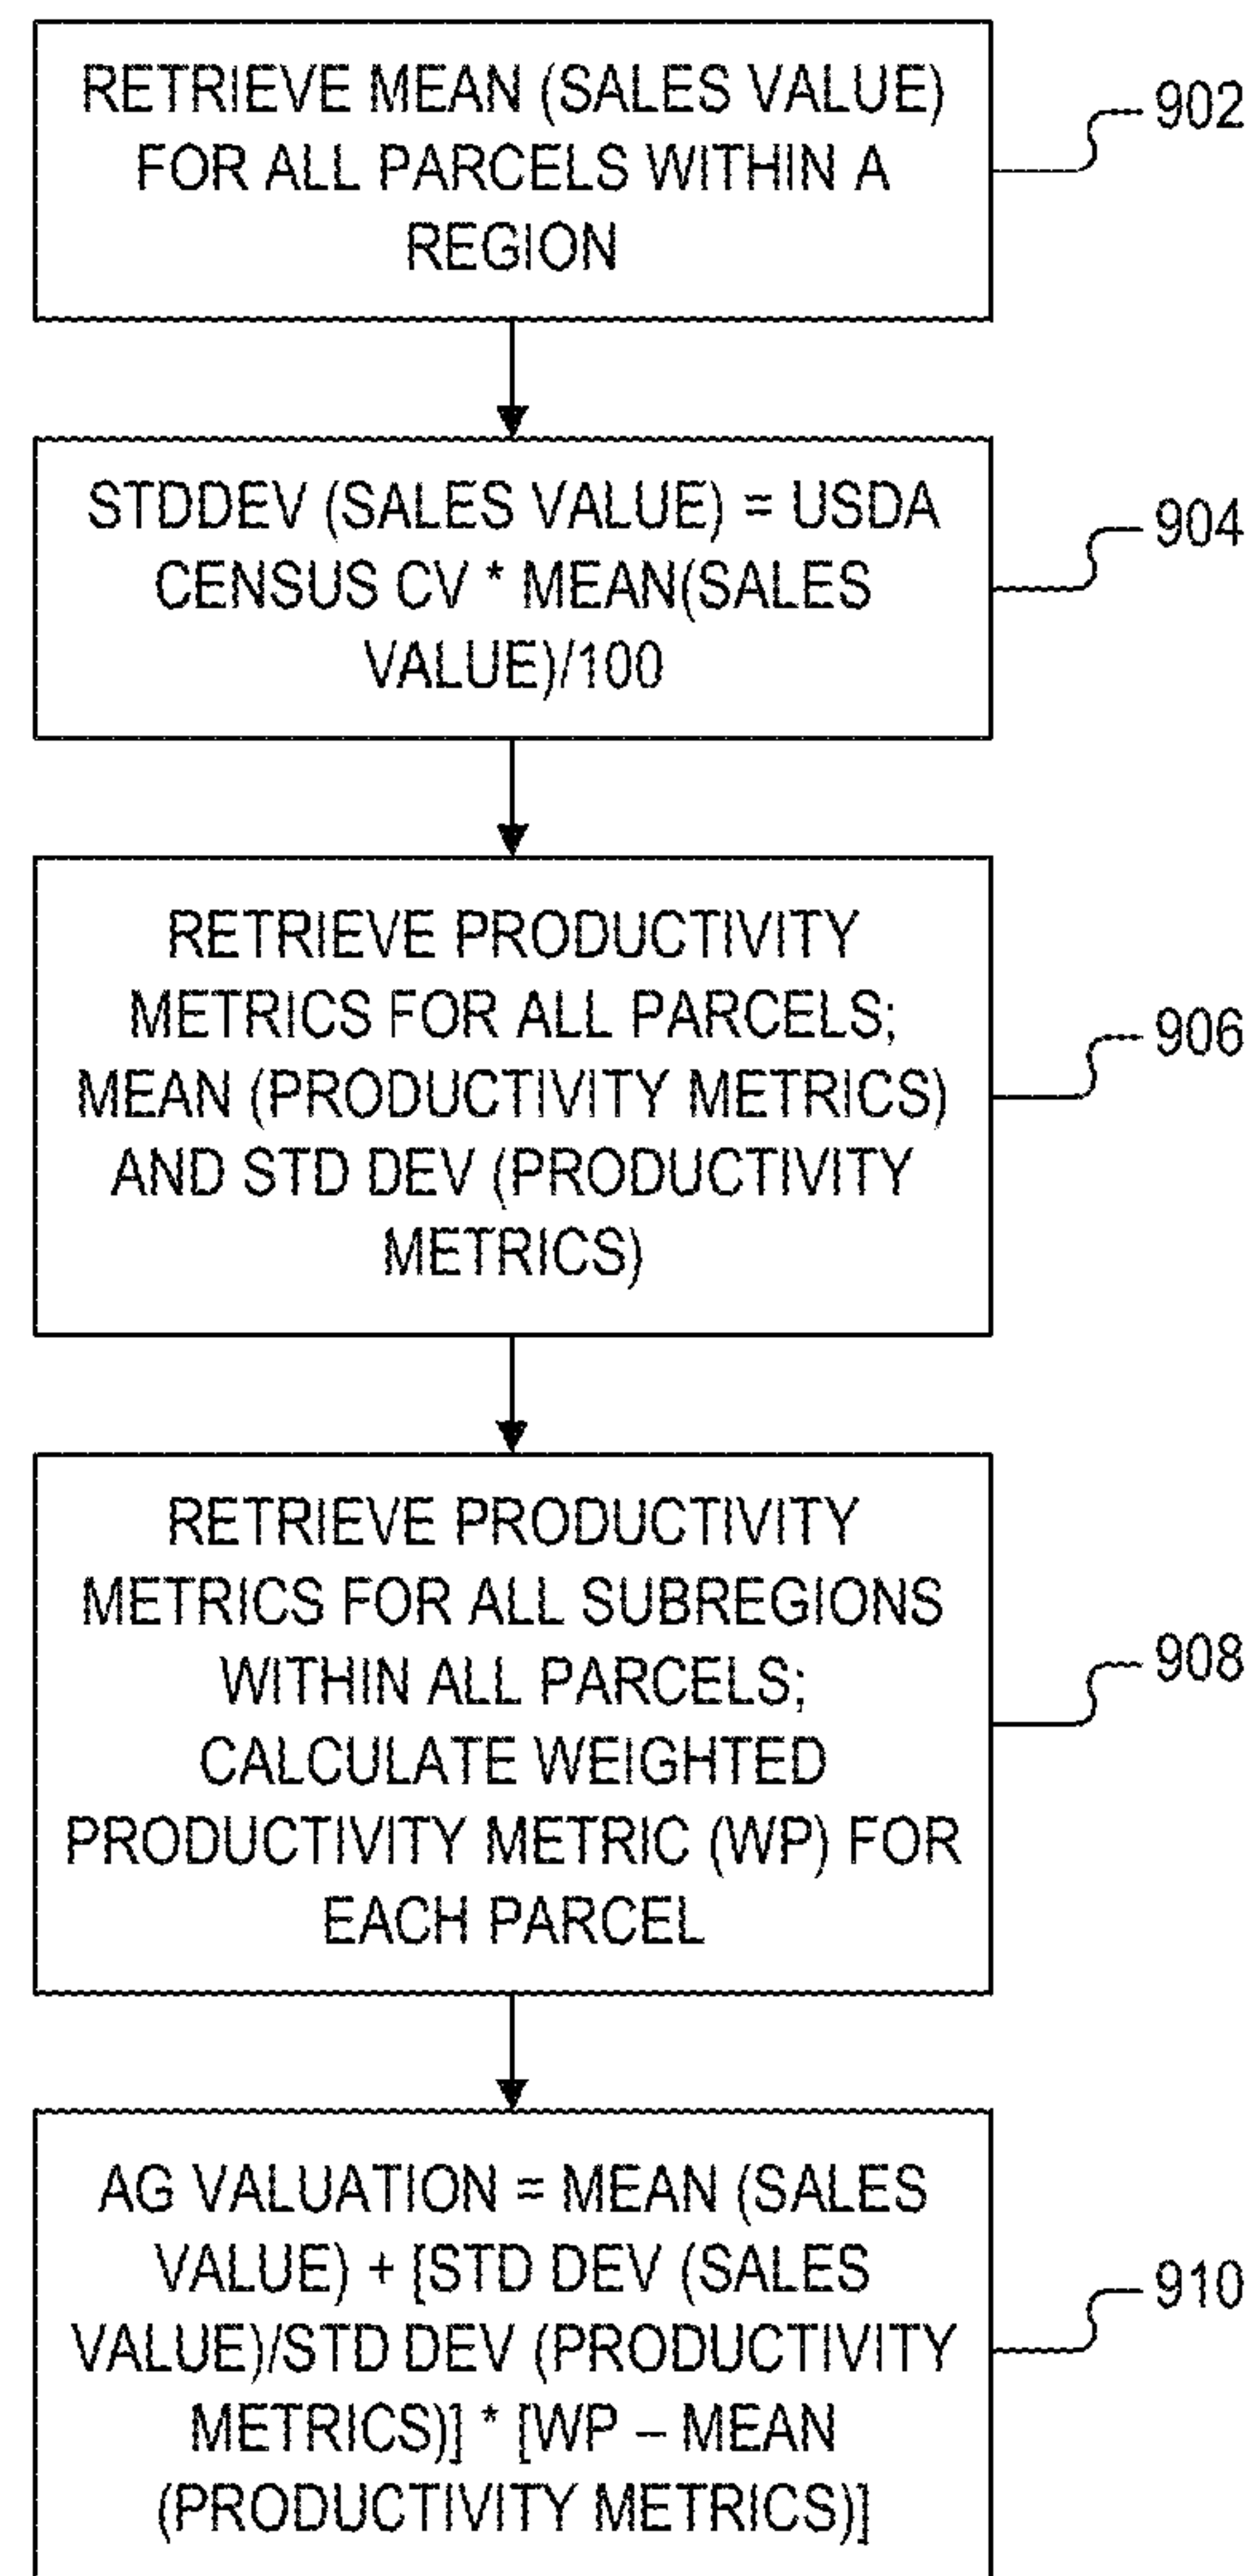 RETRIEVE MEAN (SALES VALUE)
FOR ALL PARCELS WITHIN A
REGION
902
STDDEV (SALES VALUE) = USDA
CENSUS CV * MEAN(SALES
VALUE)/100
904
RETRIEVE PRODUCTIVITY
METRICS FOR ALL PARCELS;
MEAN (PRODUCTIVITY METRICS)
AND STD DEV (PRODUCTIVITY
METRICS)
906
RETRIEVE PRODUCTIVITY
METRICS FOR ALL SUBREGIONS
WITHIN ALL PARCELS;
CALCULATE WEIGHTED
PRODUCTIVITY METRIC (WP) FOR
EACH PARCEL
908
AG VALUATION = MEAN (SALES
VALUE) + [STD DEV (SALES
VALUE)/STD DEV (PRODUCTIVITY
METRICS)] * [WP – MEAN
(PRODUCTIVITY METRICS)]
910